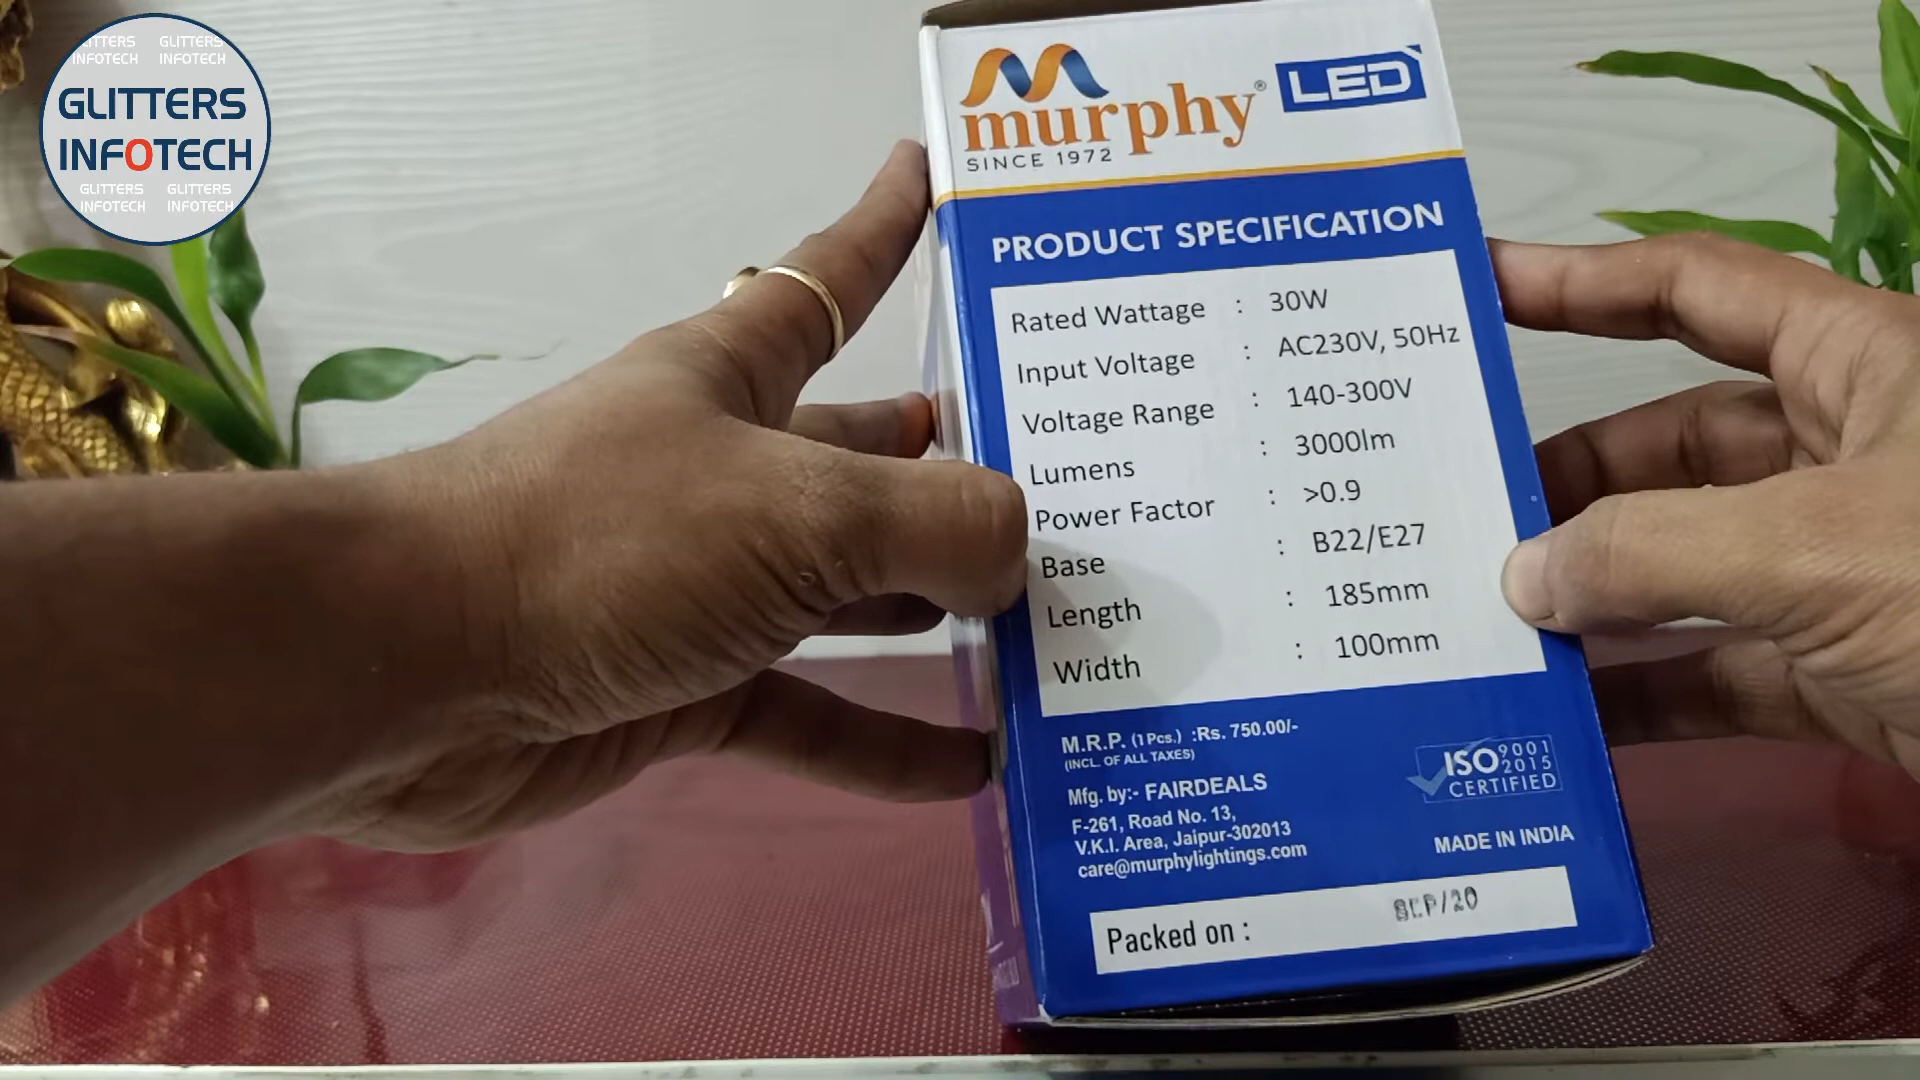 GLITTERS GLITTERS
INFOTECH INFOTECH
GLITTERS
INFOTECH
GLITTERS GLITTERS
INFOTECH INFOTECH
murphy® LED
SINCE 1972
PRODUCT SPECIFICATION
Rated Wattage : 30W
Input Voltage : AC230V, 50Hz
Voltage Range : 140-300V
Lumens : 3000lm
Power Factor : >0.9
Base : B22/E27
Length : 185mm
Width : 100mm
M.R.P. (1Pcs.) :Rs. 750.00/-
(INCL. OF ALL TAXES)
Mfg. by:- FAIRDEALS
F-261, Road No. 13,
V.K.I. Area, Jaipur-302013
care@murphylightings.com
ISO 9001
2015
CERTIFIED
MADE IN INDIA
Packed on : SEP/20